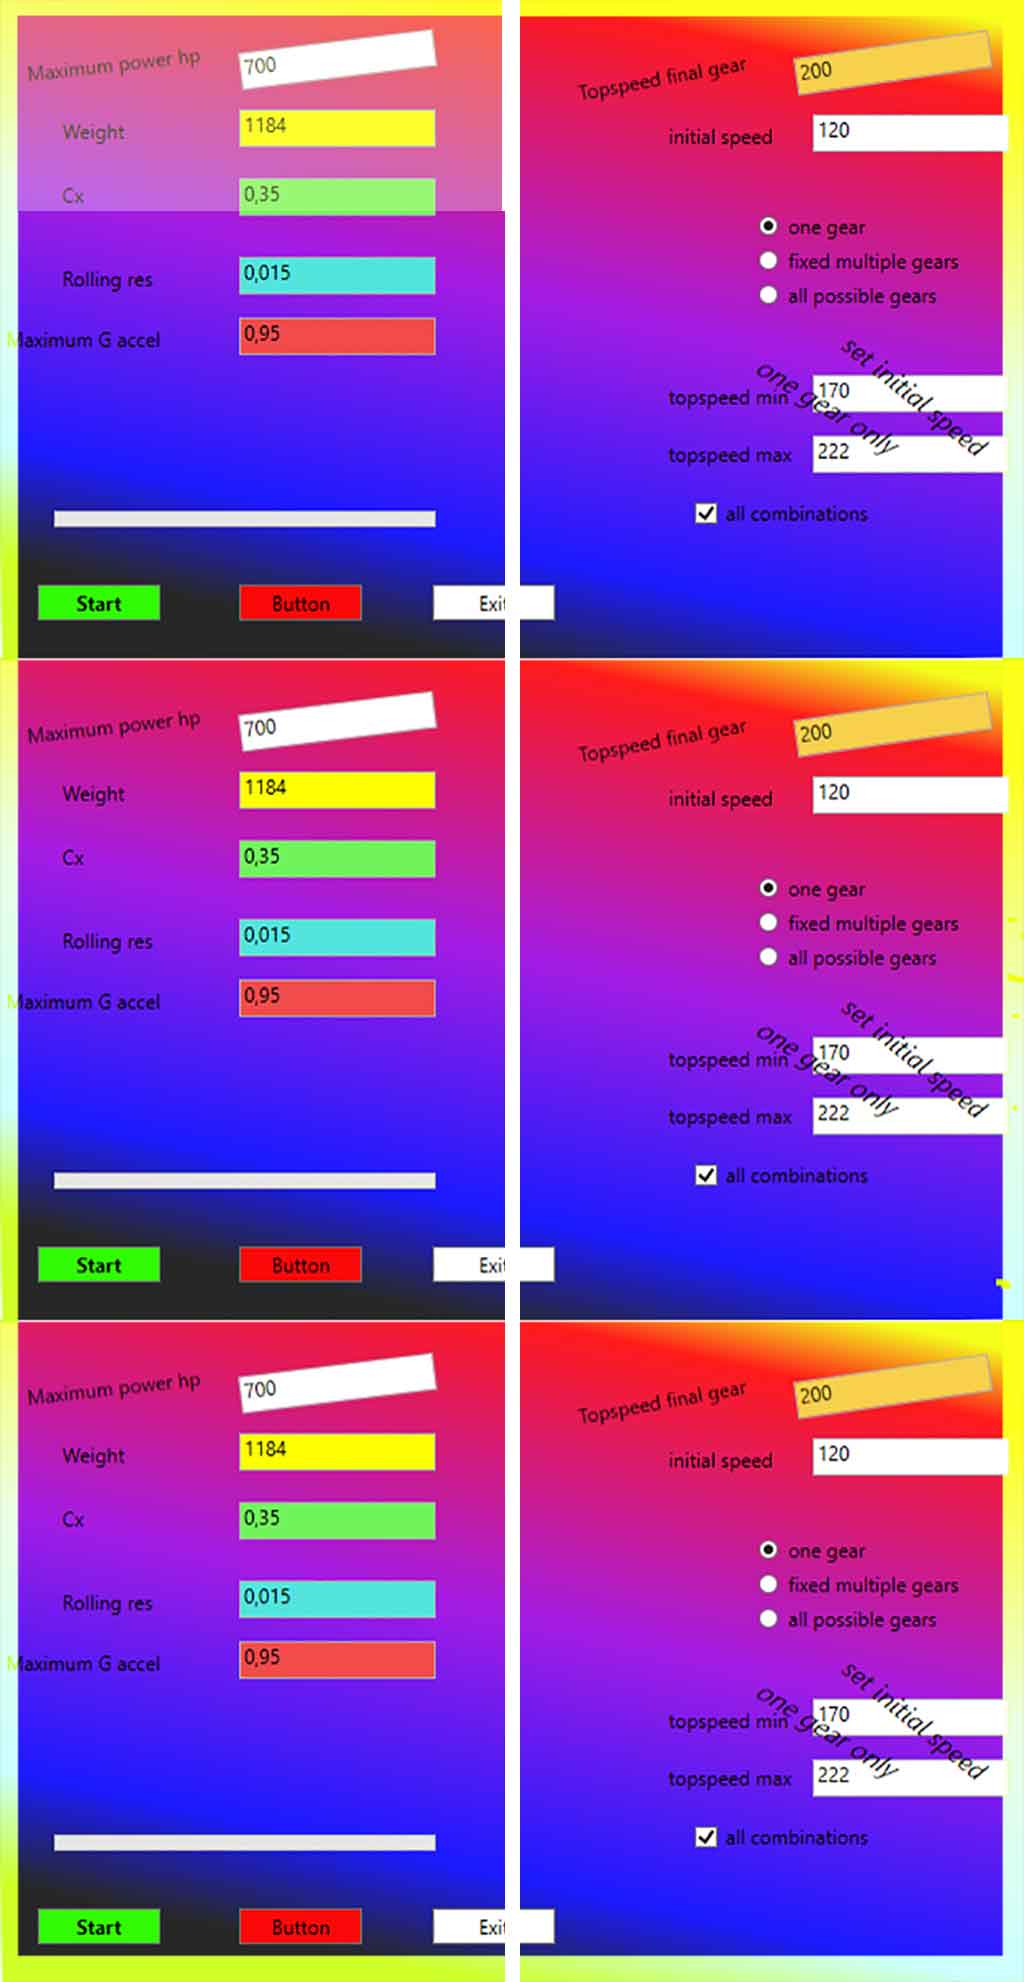 Maximum power hp 700
Weight 1184
Cx 0,35
Rolling res 0,015
Maximum G accel 0,95
Start Button Exit
Topspeed final gear 200
initial speed 120
one gear
fixed multiple gears
all possible gears
set initial speed
one gear only
topspeed min 170
topspeed max 222
all combinations
Maximum power hp 700
Weight 1184
Cx 0,35
Rolling res 0,015
Maximum G accel 0,95
Start Button Exit
Topspeed final gear 200
initial speed 120
one gear
fixed multiple gears
all possible gears
set initial speed
one gear only
topspeed min 170
topspeed max 222
all combinations
Maximum power hp 700
Weight 1184
Cx 0,35
Rolling res 0,015
Maximum G accel 0,95
Start Button Exit
Topspeed final gear 200
initial speed 120
one gear
fixed multiple gears
all possible gears
set initial speed
one gear only
topspeed min 170
topspeed max 222
all combinations